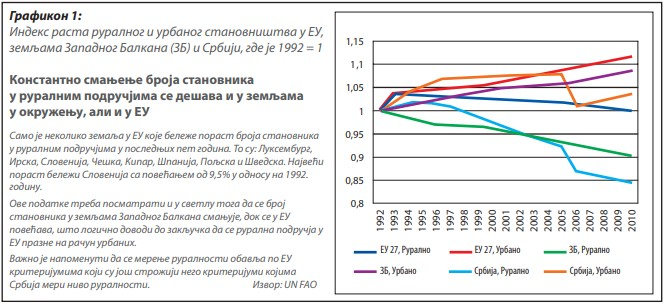 Графикон 1:
Индекс раста руралног и урбаног становништва у ЕУ,
земљама Западног Балкана (ЗБ) и Србији, где је 1992 = 1
Константно смањење броја становника
у руралним подручјима се дешава и у земљама
у окружењу, али и у ЕУ
Само је неколико земаља у ЕУ које бележе пораст броја становника
у руралним подручјима у последњих пет година. То су: Луксембург,
Ирска, Словенија, Чешка, Кипар, Шпанија, Пољска и Шведска. Највећи
пораст бележи Словенија са повећањем од 9,5% у односу на 1992.
годину.
Ове податке треба посматрати и у светлу тога да се број
становника у земљама Западног Балкана смањује, док се у ЕУ
повећава, што логично доводи до закључка да се рурална подручја у
ЕУ празне на рачун урбаних.
Важно је напоменути да се мерење руралности обавља по ЕУ
критеријумима који су још строжији него критеријуми којима
Србија мери ниво руралности. Извор: UN FAO
1,15
1,1
1,05
1
0,95
0,9
0,85
0,8
1992
1993
1994
1995
1996
1997
1998
1999
2000
2001
2002
2003
2004
2005
2006
2007
2008
2009
2010
ЕУ 27, Рурално
ЕУ 27, Урбано
ЗБ, Рурално
ЗБ, Урбано
Србија, Рурално
Србија, Урбано